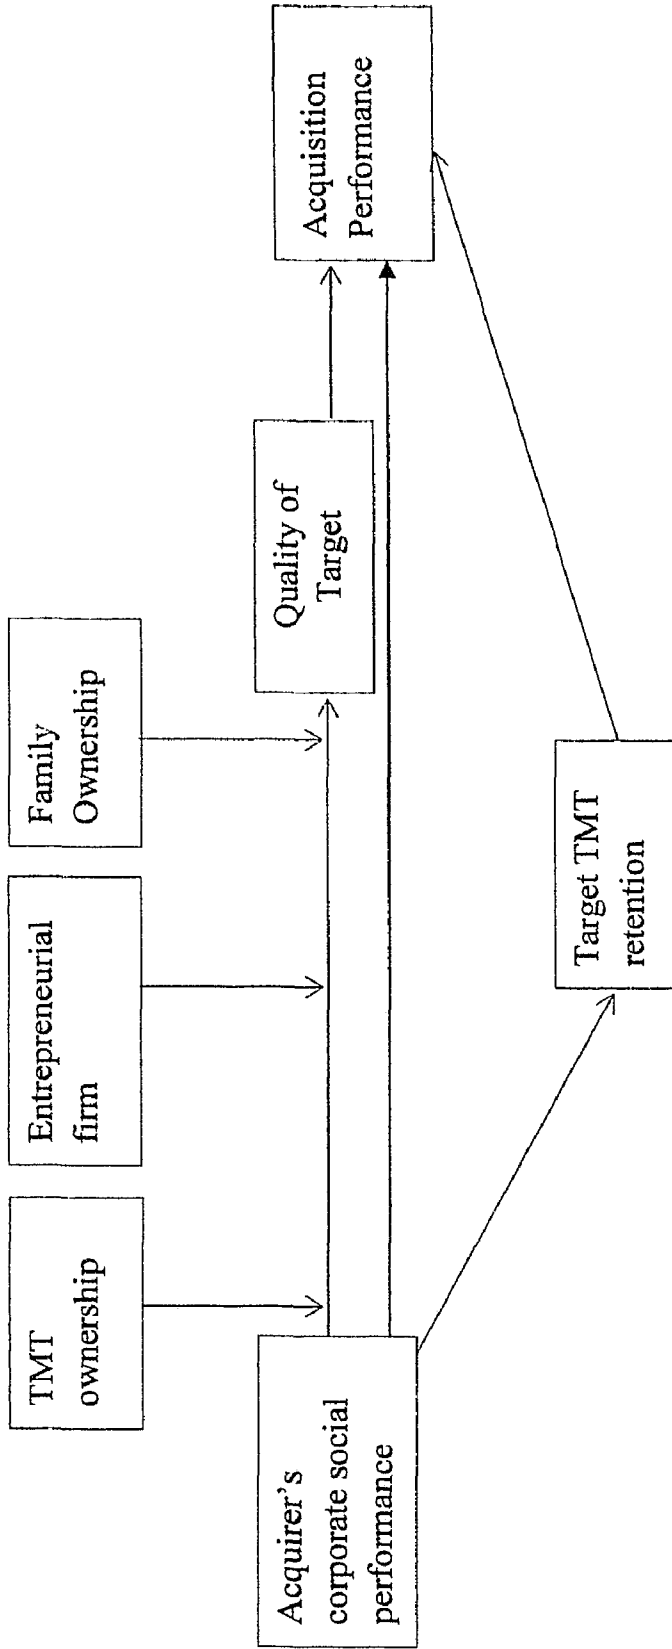 TMT
ownership
Entrepreneurial
firm
Family
Ownership
Acquirer's
corporate social
performance
Quality of
Target
Acquisition
Performance
Target TMT
retention